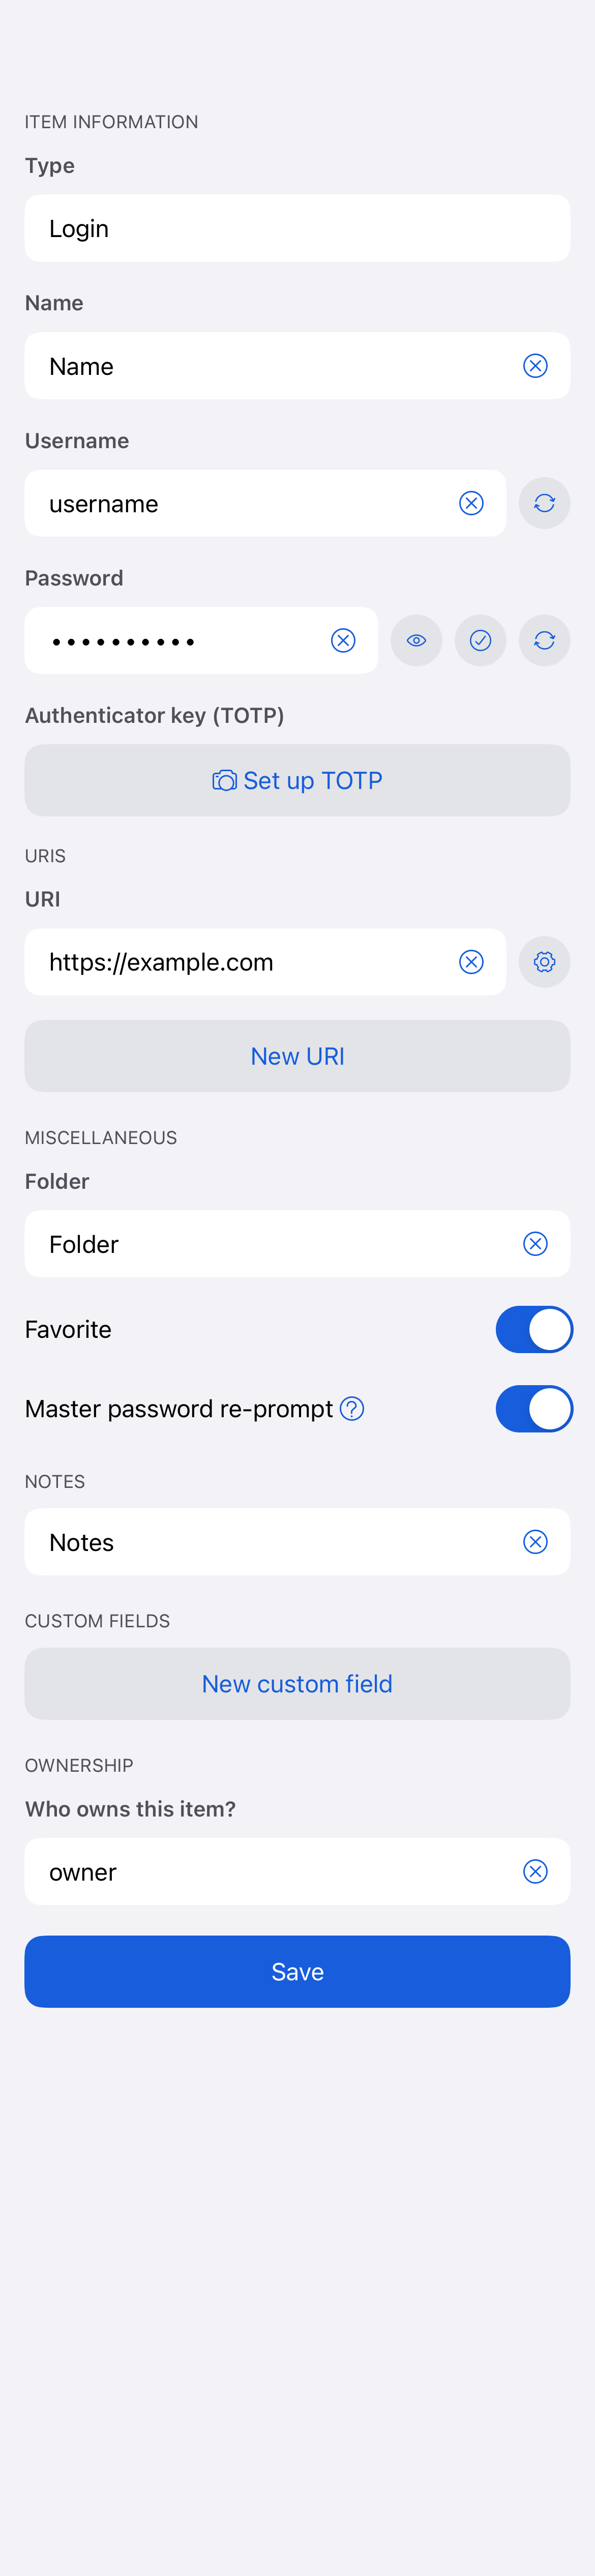 ITEM INFORMATION
Type
Login
Name
Name
Username
username
Password
••••••••••
Authenticator key (TOTP)
Set up TOTP
URIS
URI
https://example.com
New URI
MISCELLANEOUS
Folder
Folder
Favorite
Master password re-prompt
NOTES
Notes
CUSTOM FIELDS
New custom field
OWNERSHIP
Who owns this item?
owner
Save